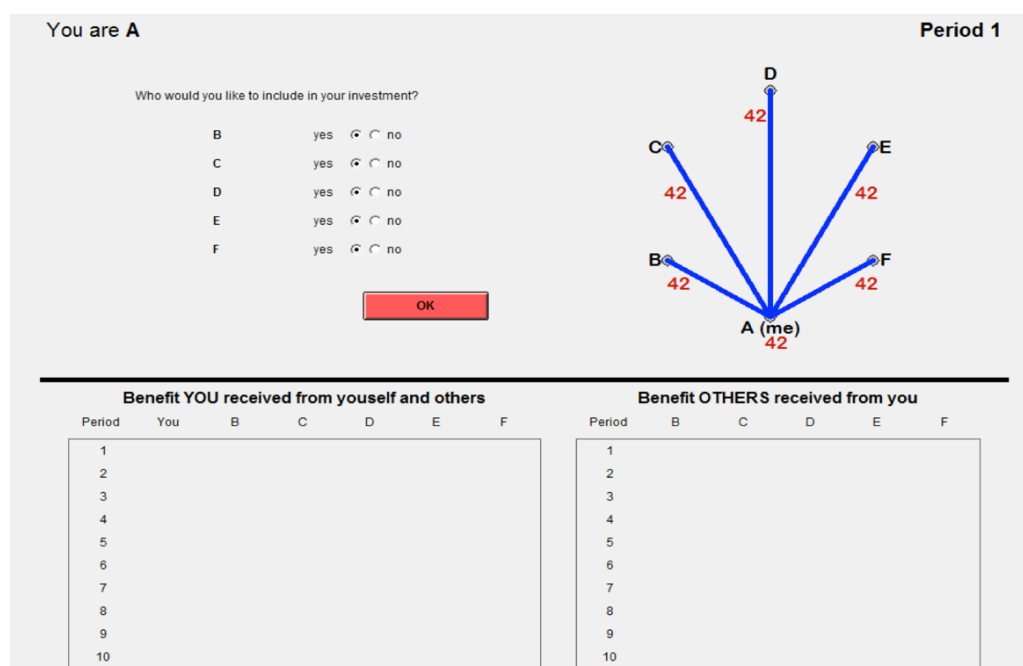 You are A
Period 1
Who would you like to include in your investment?
B yes no
C yes no
D yes no
E yes no
F yes no
OK
D
42
C
E
42
42
B
F
42
42
A (me)
42
Benefit YOU received from youself and others
Period You B C D E F
1
2
3
4
5
6
7
8
9
10
Benefit OTHERS received from you
Period B C D E F
1
2
3
4
5
6
7
8
9
10